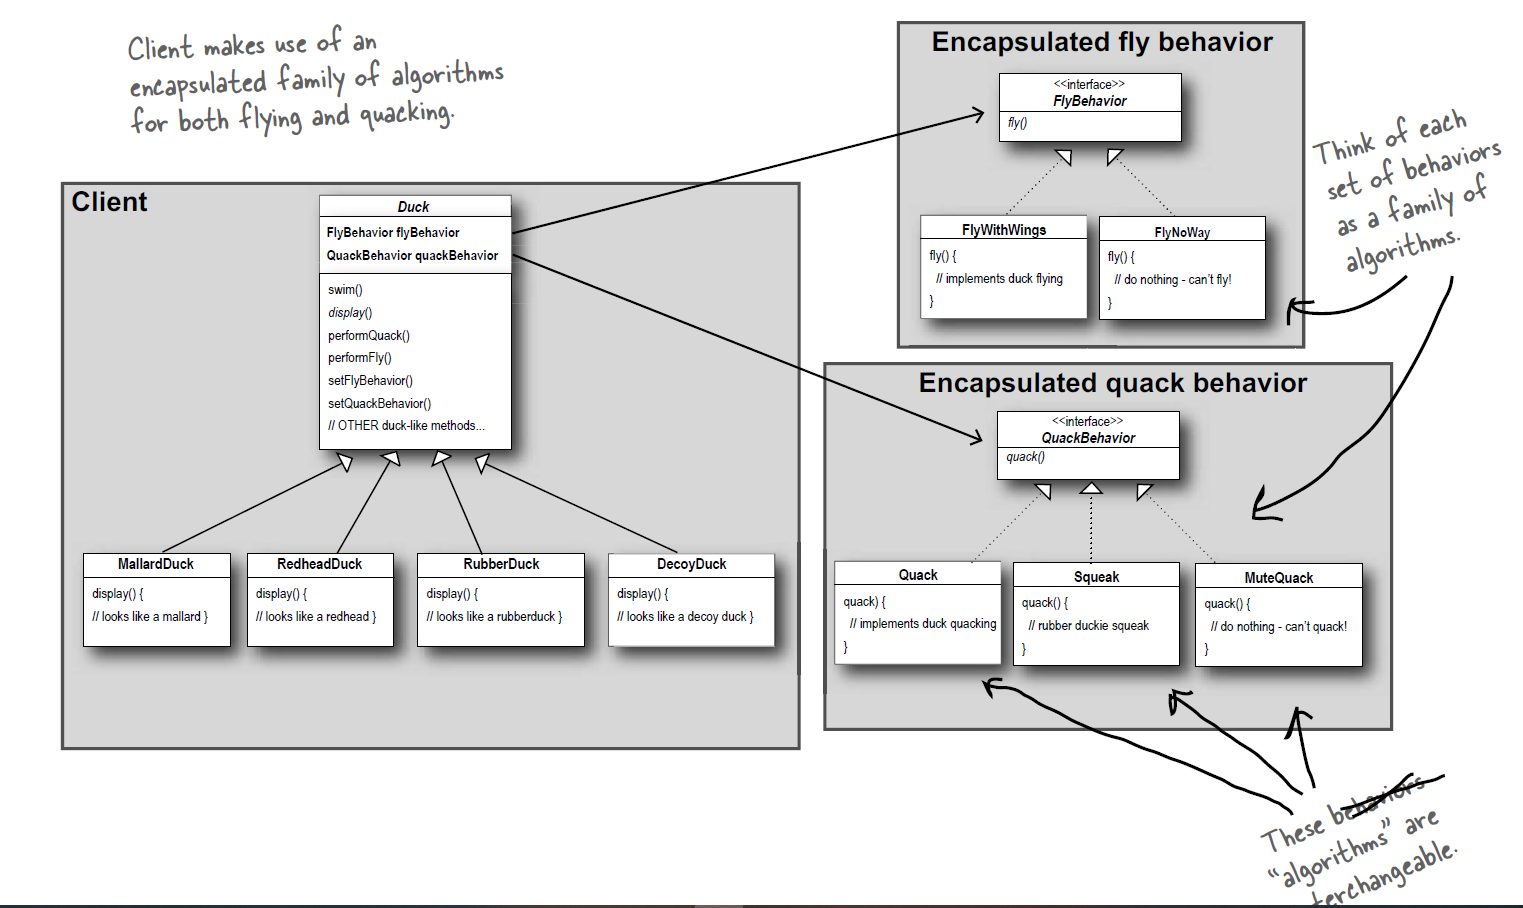 Client makes use of an
encapsulated family of algorithms
for both flying and quacking.
Client
Duck
FlyBehavior flyBehavior
QuackBehavior quackBehavior
swim()
display()
performQuack()
performFly()
setFlyBehavior()
setQuackBehavior()
// OTHER duck-like methods...
MallardDuck
display() {
// looks like a mallard }
RedheadDuck
display() {
// looks like a redhead }
RubberDuck
display() {
// looks like a rubberduck }
DecoyDuck
display() {
// looks like a decoy duck }
Encapsulated fly behavior
<<interface>>
FlyBehavior
fly()
FlyWithWings
fly() {
// implements duck flying
}
FlyNoWay
fly() {
// do nothing - can't fly!
}
Think of each
set of behaviors
as a family of
algorithms.
Encapsulated quack behavior
<<interface>>
QuackBehavior
quack()
Quack
quack) {
// implements duck quacking
}
Squeak
quack() {
// rubber duckie squeak
}
MuteQuack
quack() {
// do nothing - can't quack!
}
These behaviors
“algorithms” are
terchangeable.